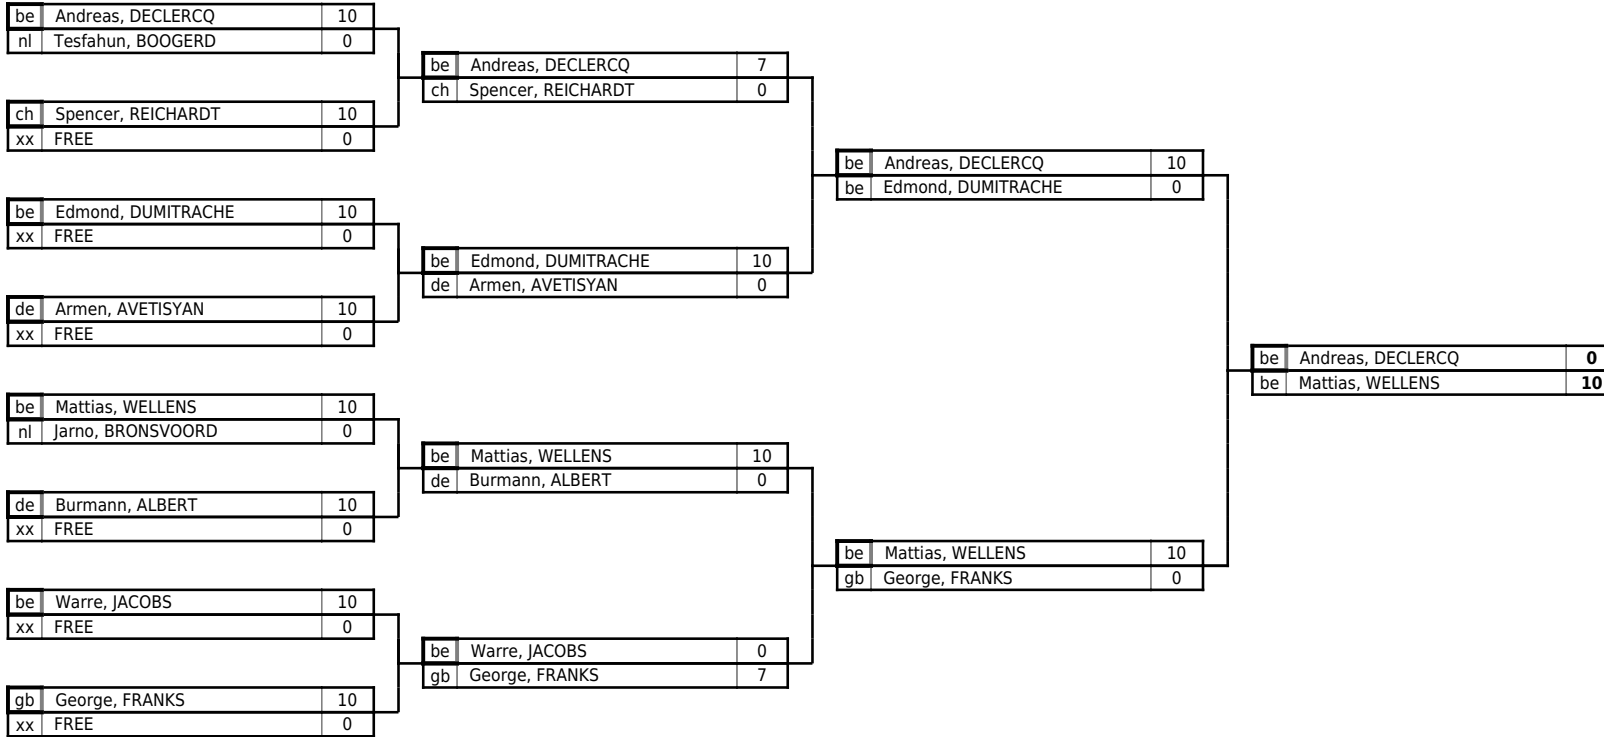 be Andreas, DECLERCQ 10
nl Tesfahun, BOOGERD 0
ch Spencer, REICHARDT 10
xx FREE 0
be Edmond, DUMITRACHE 10
xx FREE 0
de Armen, AVETISYAN 10
xx FREE 0
be Mattias, WELLENS 10
nl Jarno, BRONSVOORD 0
de Burmann, ALBERT 10
xx FREE 0
be Warre, JACOBS 10
xx FREE 0
gb George, FRANKS 10
xx FREE 0
be Andreas, DECLERCQ 7
ch Spencer, REICHARDT 0
be Edmond, DUMITRACHE 10
de Armen, AVETISYAN 0
be Mattias, WELLENS 10
de Burmann, ALBERT 0
be Warre, JACOBS 0
gb George, FRANKS 7
be Andreas, DECLERCQ 10
be Edmond, DUMITRACHE 0
be Mattias, WELLENS 10
gb George, FRANKS 0
be Andreas, DECLERCQ 0
be Mattias, WELLENS 10